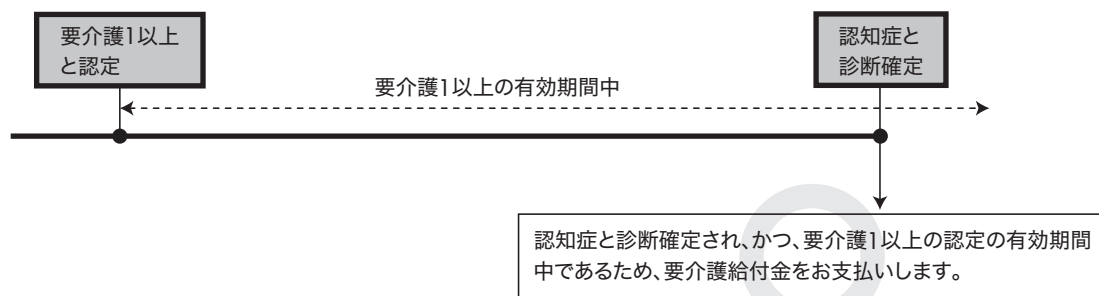 要介護1以上
と認定
認知症と
診断確定
要介護1以上の有効期間中
認知症と診断確定され、かつ、要介護1以上の認定の有効期間
中であるため、要介護給付金をお支払いします。